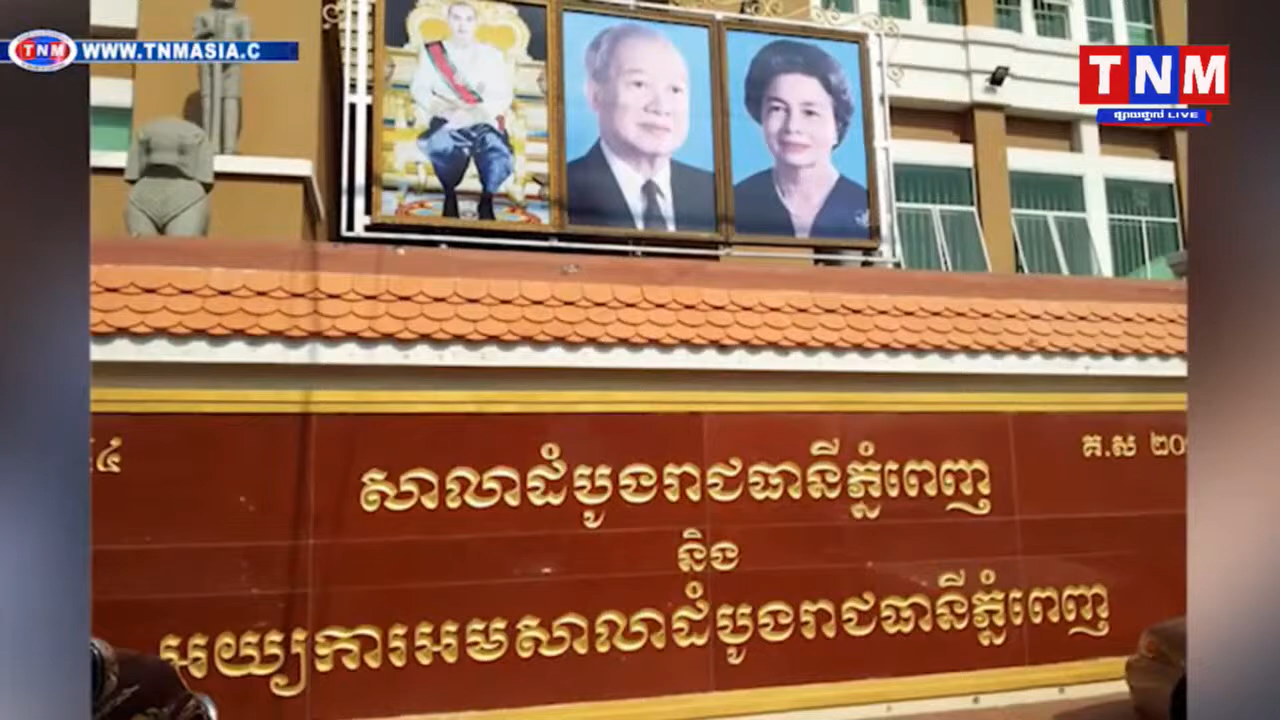 TNM
WWW.TNMASIA.C
TNM
ផ្សាយផ្ទាល់ LIVE
សាលាដំបូងរាជធានីភ្នំពេញ
គ.ស ២០
និង
អយ្យការអមសាលាដំបូងរាជធានីភ្នំពេញ